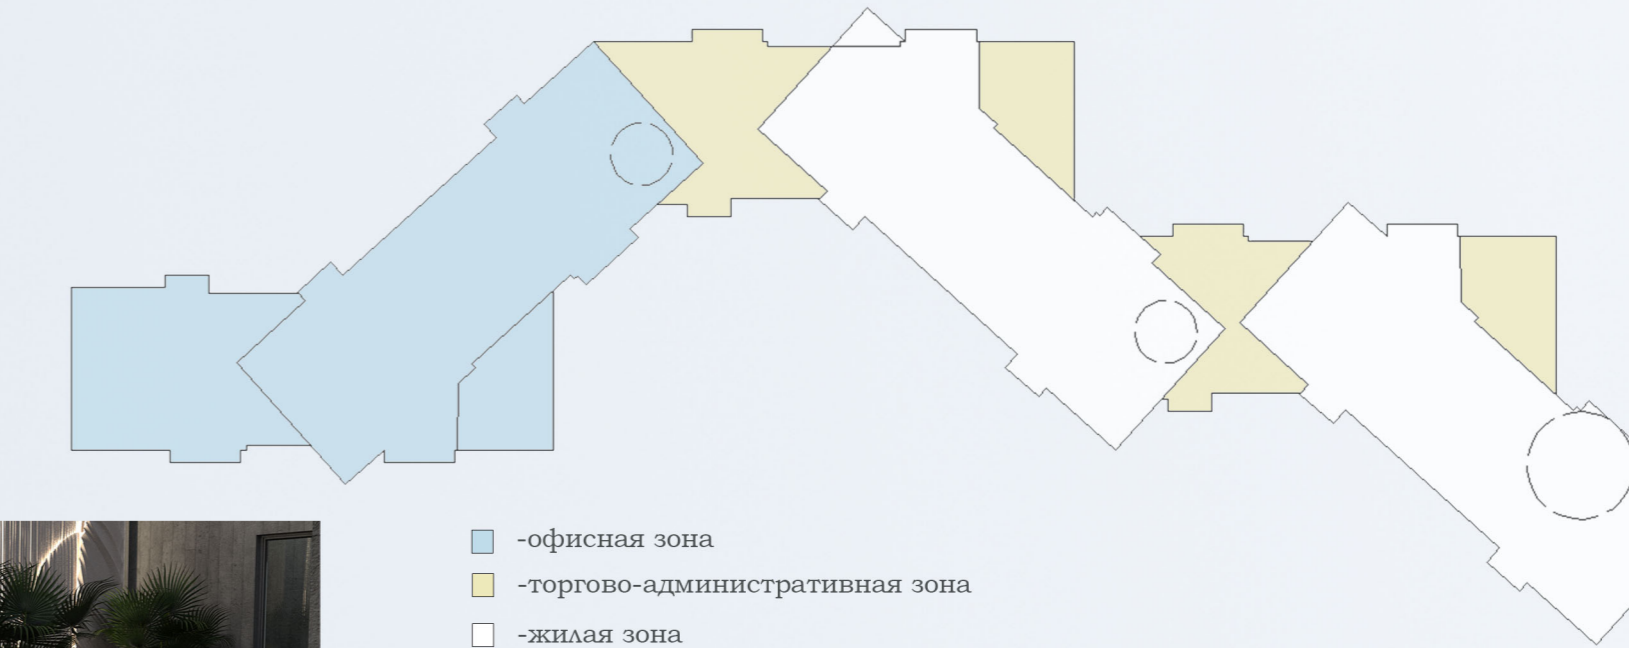 -офисная зона
-торгово-административная зона
-жилая зона